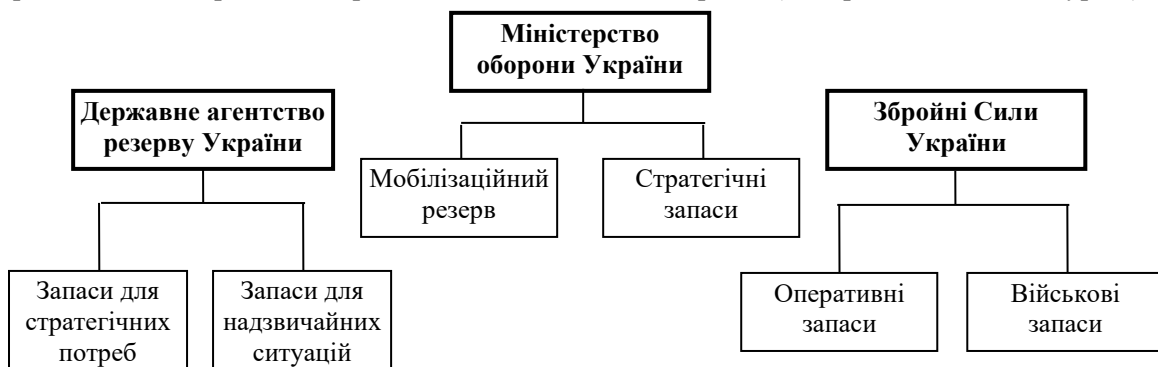 Міністерство
оборони України
Державне агентство
резерву України
Збройні Сили
України
Мобілізаційний
резерв
Стратегічні
запаси
Запаси для
стратегічних
потреб
Запаси для
надзвичайних
ситуацій
Оперативні
запаси
Військові
запаси